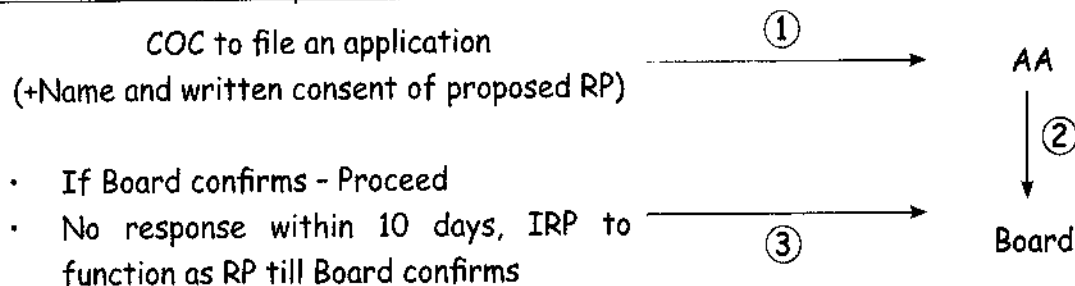 COC to file an application
(+Name and written consent of proposed RP)
①
AA
②
· If Board confirms - Proceed
· No response within 10 days, IRP to
function as RP till Board confirms
③
Board